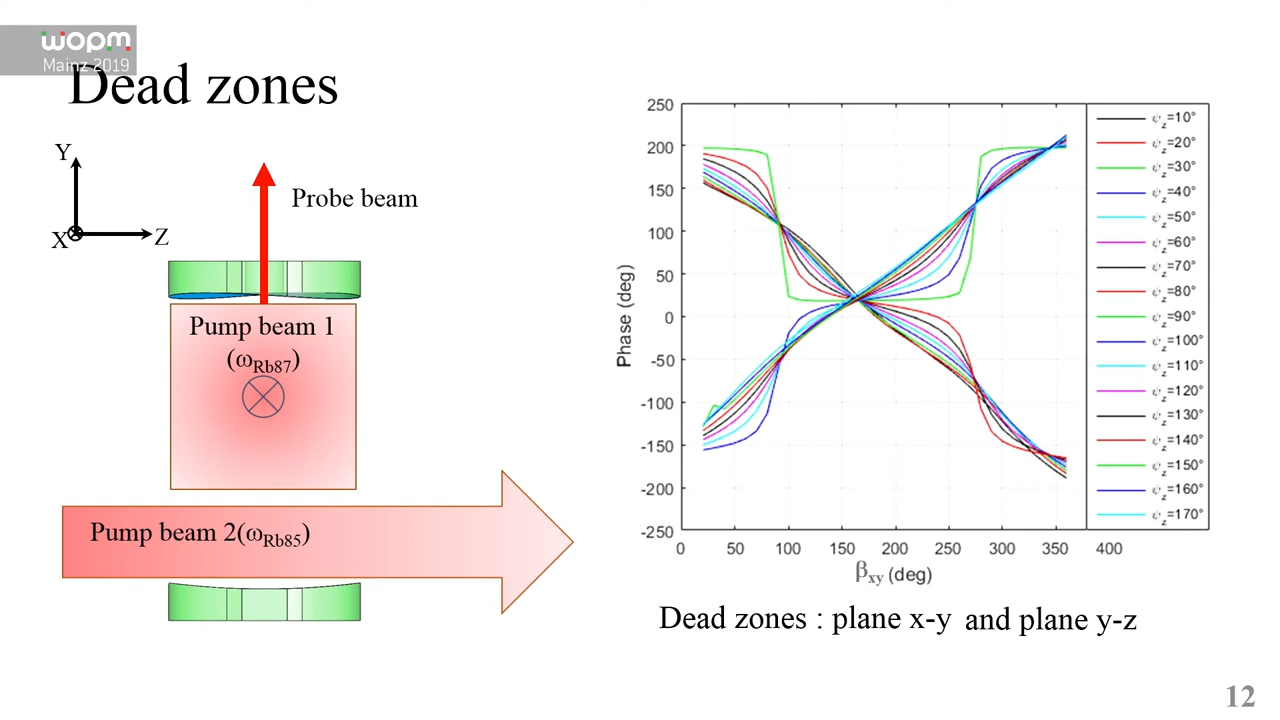 wopm
Mainz 2019
Dead zones
Y
X
Z
Probe beam
Pump beam 1
(ωRb87)
Pump beam 2(ωRb85)
250
200
150
100
50
0
-50
-100
-150
-200
-250
Phase (deg)
0 50 100 150 200 250 300 350 400
βxy (deg)
ψz=10°
ψz=20°
ψz=30°
ψz=40°
ψz=50°
ψz=60°
ψz=70°
ψz=80°
ψz=90°
ψz=100°
ψz=110°
ψz=120°
ψz=130°
ψz=140°
ψz=150°
ψz=160°
ψz=170°
Dead zones : plane x-y and plane y-z
12